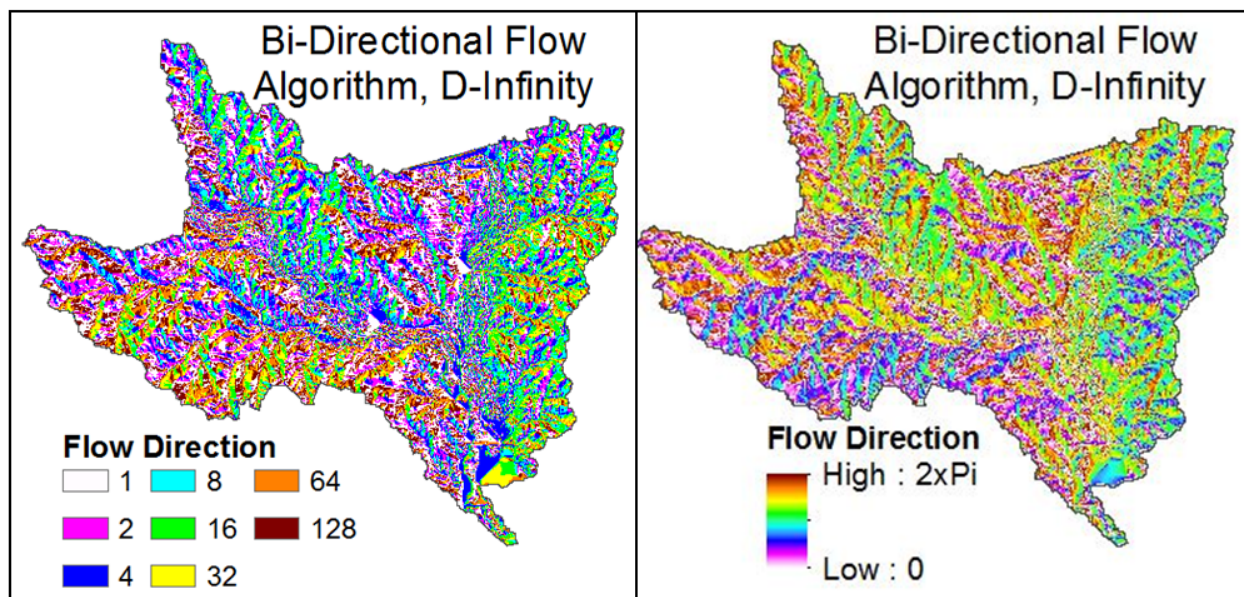 Bi-Directional Flow
Algorithm, D-Infinity
Flow Direction
1 8 64
2 16 128
4 32
Bi-Directional Flow
Algorithm, D-Infinity
Flow Direction
High : 2xPi
Low : 0